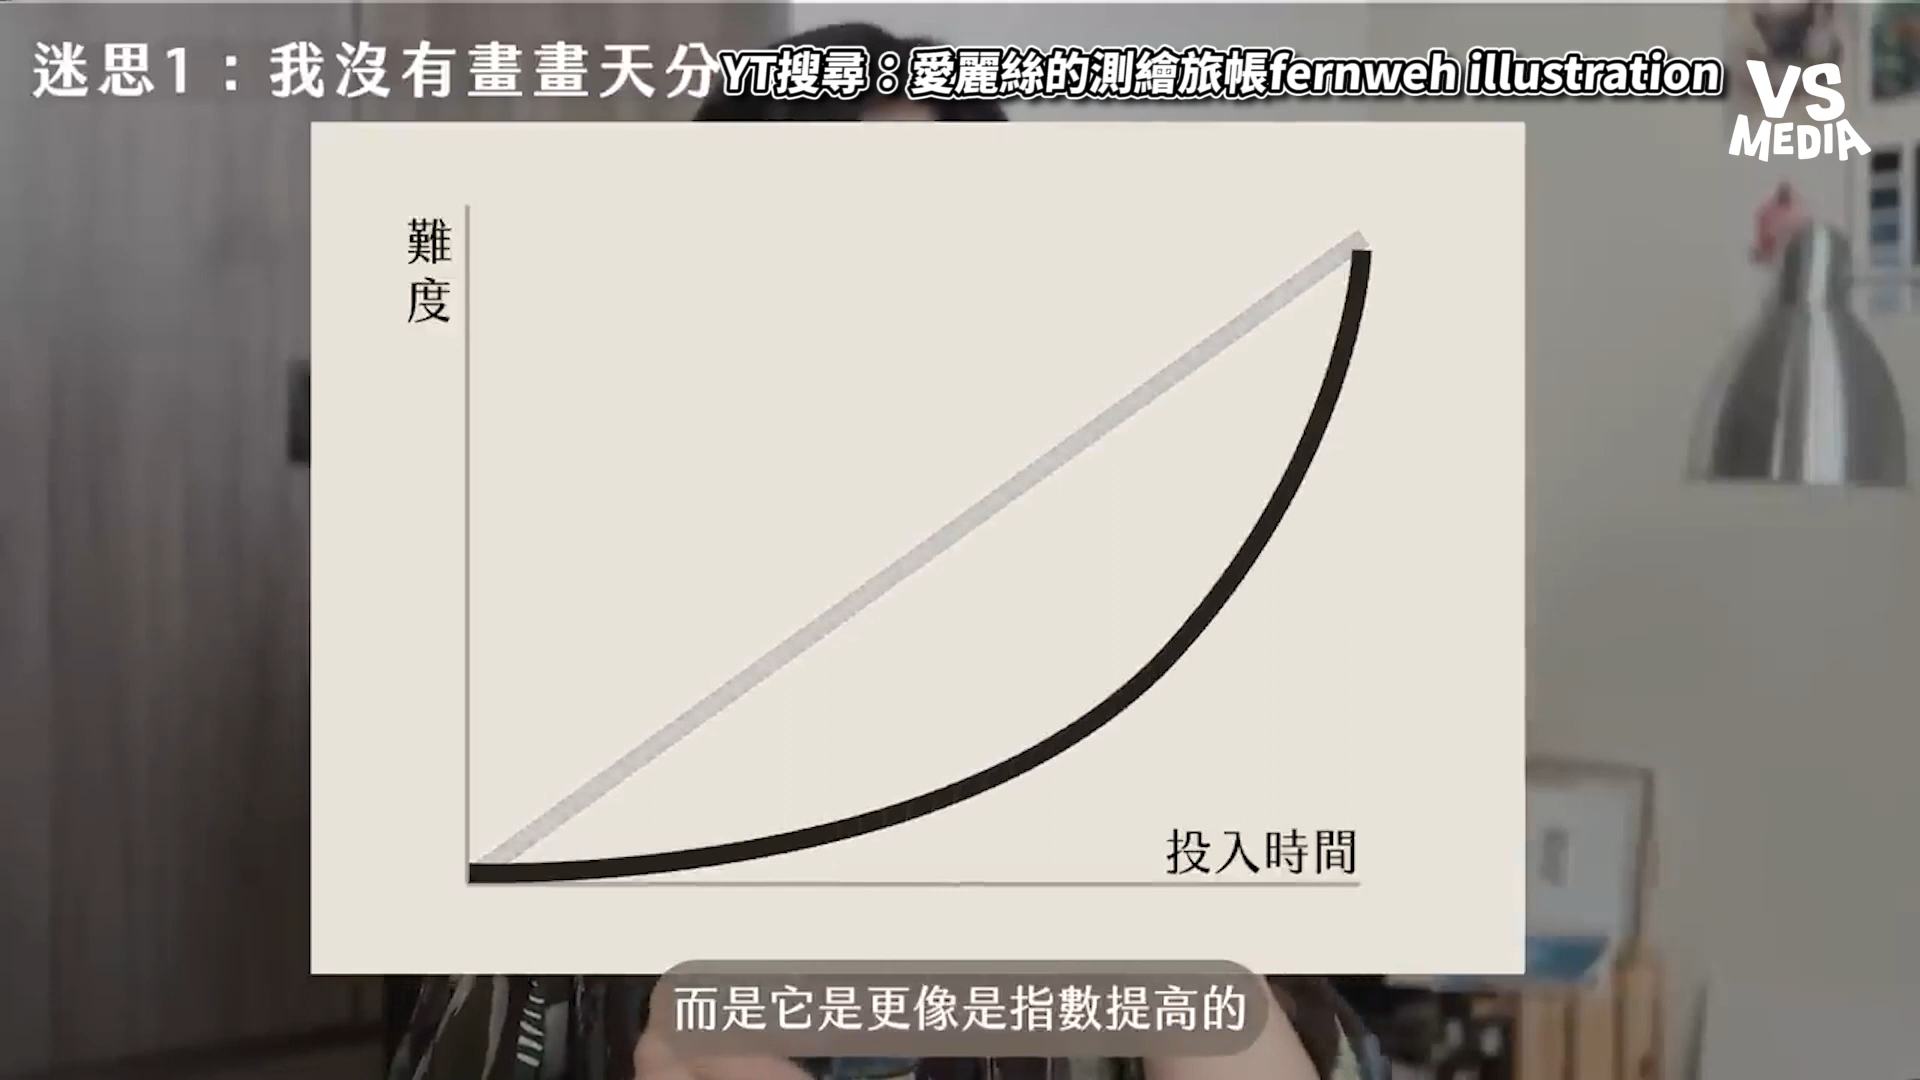 迷思1：我沒有畫畫天分
YT搜尋：愛麗絲的測繪旅帳fernweh illustration
VS
MEDIA
難度
投入時間
而是它是更像是指數提高的